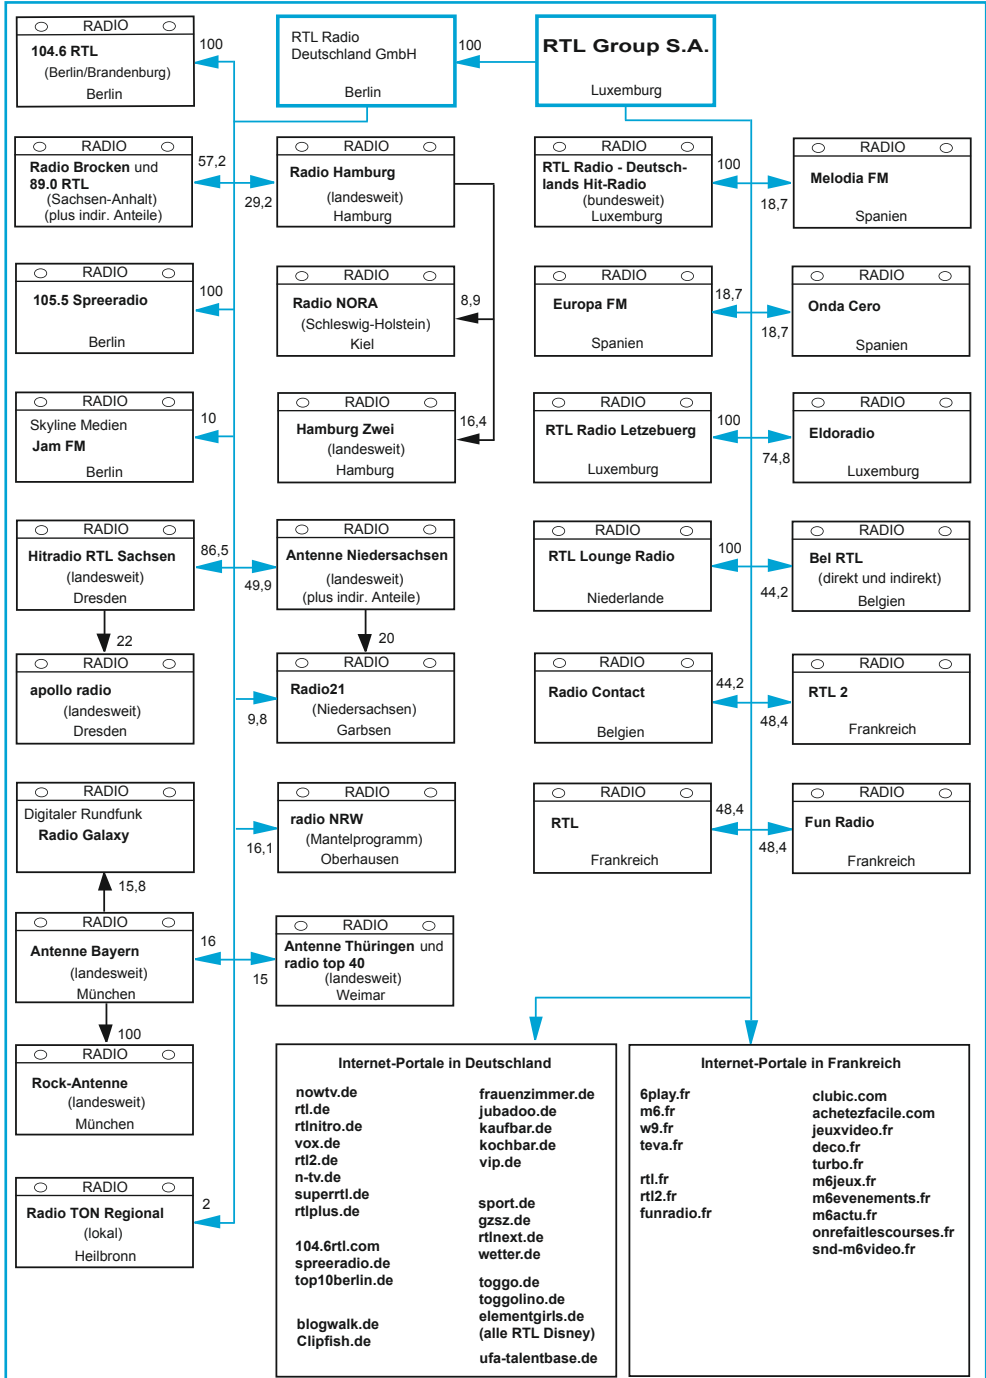 RADIO
104.6 RTL
(Berlin/Brandenburg)
Berlin
100
RTL Radio
Deutschland GmbH
Berlin
100
RTL Group S.A.
Luxemburg
RADIO
Radio Brocken und
89.0 RTL
(Sachsen-Anhalt)
(plus indir. Anteile)
57,2
29,2
RADIO
Radio Hamburg
(landesweit)
Hamburg
RADIO
RTL Radio - Deutsch-
lands Hit-Radio
(bundesweit)
Luxemburg
100
18,7
RADIO
Melodia FM
Spanien
RADIO
105.5 Spreeradio
Berlin
100
RADIO
Radio NORA
(Schleswig-Holstein)
Kiel
8,9
RADIO
Europa FM
Spanien
18,7
18,7
RADIO
Onda Cero
Spanien
RADIO
Skyline Medien
Jam FM
Berlin
10
RADIO
Hamburg Zwei
(landesweit)
Hamburg
16,4
RADIO
RTL Radio Letzebuerg
Luxemburg
100
74,8
RADIO
Eldoradio
Luxemburg
RADIO
Hitradio RTL Sachsen
(landesweit)
Dresden
86,5
49,9
RADIO
Antenne Niedersachsen
(landesweit)
(plus indir. Anteile)
RADIO
RTL Lounge Radio
Niederlande
100
44,2
RADIO
Bel RTL
(direkt und indirekt)
Belgien
22
20
RADIO
apollo radio
(landesweit)
Dresden
9,8
RADIO
Radio21
(Niedersachsen)
Garbsen
RADIO
Radio Contact
Belgien
44,2
48,4
RADIO
RTL 2
Frankreich
RADIO
Digitaler Rundfunk
Radio Galaxy
16,1
RADIO
radio NRW
(Mantelprogramm)
Oberhausen
RADIO
RTL
Frankreich
48,4
48,4
RADIO
Fun Radio
Frankreich
15,8
RADIO
Antenne Bayern
(landesweit)
München
16
15
RADIO
Antenne Thüringen und
radio top 40
(landesweit)
Weimar
100
RADIO
Rock-Antenne
(landesweit)
München
RADIO
Radio TON Regional
(lokal)
Heilbronn
2
Internet-Portale in Deutschland
nowtv.de
rtl.de
rtlnitro.de
vox.de
rtl2.de
n-tv.de
superrtl.de
rtlplus.de
104.6rtl.com
spreeradio.de
top10berlin.de
blogwalk.de
Clipfish.de
frauenzimmer.de
jubadoo.de
kaufbar.de
kochbar.de
vip.de
sport.de
gzsz.de
rtlnext.de
wetter.de
toggo.de
toggolino.de
elementgirls.de
(alle RTL Disney)
ufa-talentbase.de
Internet-Portale in Frankreich
6play.fr
m6.fr
w9.fr
teva.fr
rtl.fr
rtl2.fr
funradio.fr
clubic.com
achetezfacile.com
jeuxvideo.fr
deco.fr
turbo.fr
m6jeux.fr
m6evenements.fr
m6actu.fr
onrefaitlescourses.fr
snd-m6video.fr